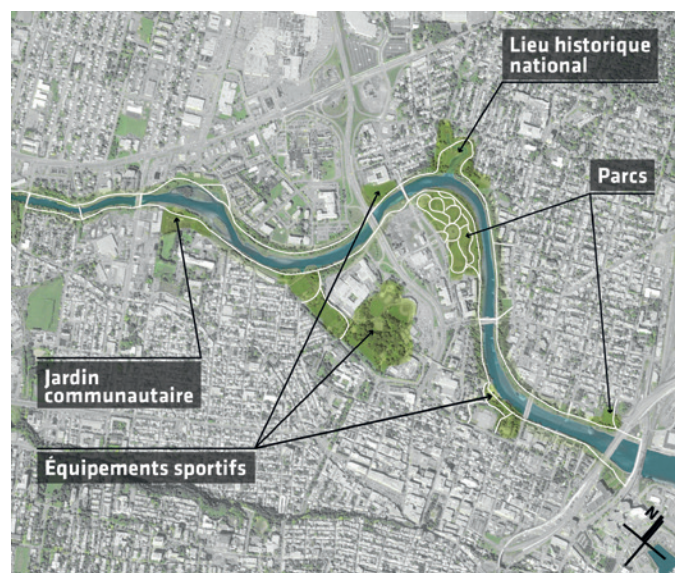 Lieu historique
national
Parcs
Jardin
communautaire
Équipements sportifs
N